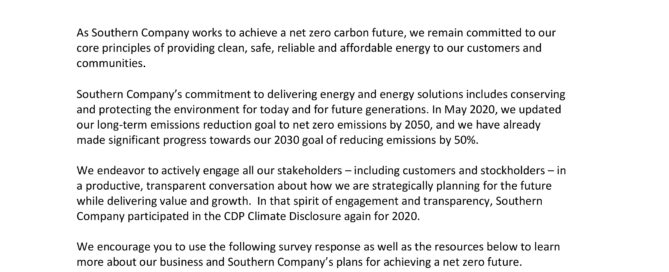 As Southern Company works to achieve a net zero carbon future, we remain committed to our
core principles of providing clean, safe, reliable and affordable energy to our customers and
communities.
Southern Company's commitment to delivering energy and energy solutions includes conserving
and protecting the environment for today and for future generations. In May 2020, we updated
our long-term emissions reduction goal to net zero emissions by 2050, and we have already
made significant progress towards our 2030 goal of reducing emissions by 50%.
We endeavor to actively engage all our stakeholders – including customers and stockholders – in
a productive, transparent conversation about how we are strategically planning for the future
while delivering value and growth.  In that spirit of engagement and transparency, Southern
Company participated in the CDP Climate Disclosure again for 2020.
We encourage you to use the following survey response as well as the resources below to learn
more about our business and Southern Company's plans for achieving a net zero future.